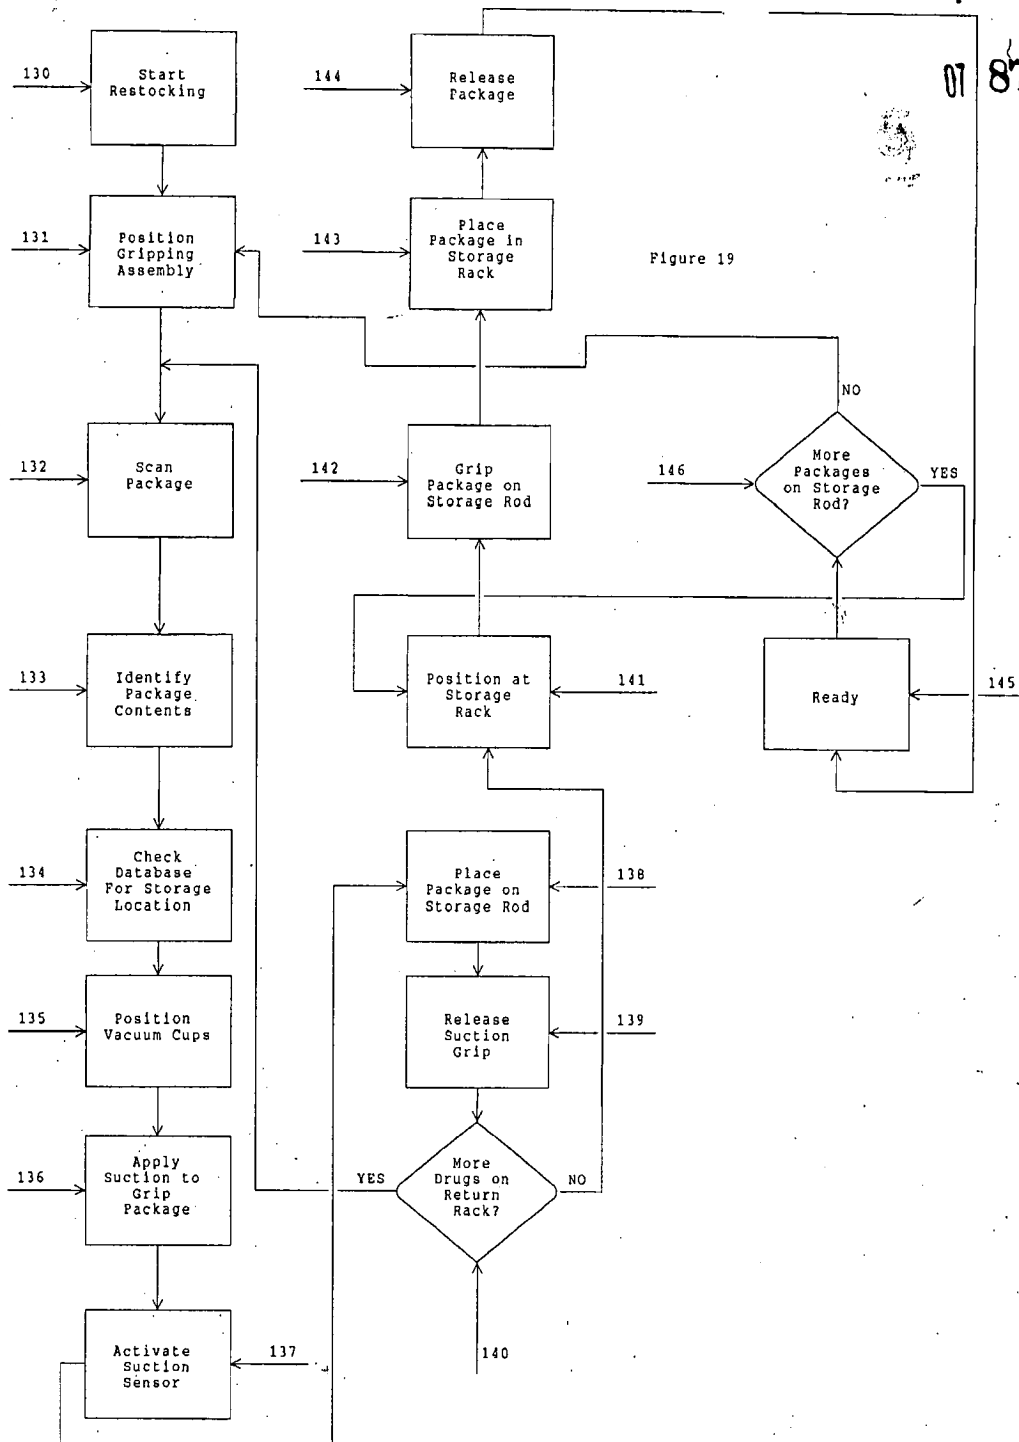 130
Start
Restocking
131
Position
Gripping
Assembly
132
Scan
Package
133
Identify
Package
Contents
134
Check
Database
For Storage
Location
135
Position
Vacuum Cups
136
Apply
Suction to
Grip
Package
137
Activate
Suction
Sensor
144
Release
Package
143
Place
Package in
Storage
Rack
142
Grip
Package on
Storage Rod
141
Position at
Storage
Rack
138
Place
Package on
Storage Rod
139
Release
Suction
Grip
YES
More
Drugs on
Return
Rack?
NO
140
Figure 19
NO
146
More
Packages
on Storage
Rod?
YES
145
Ready